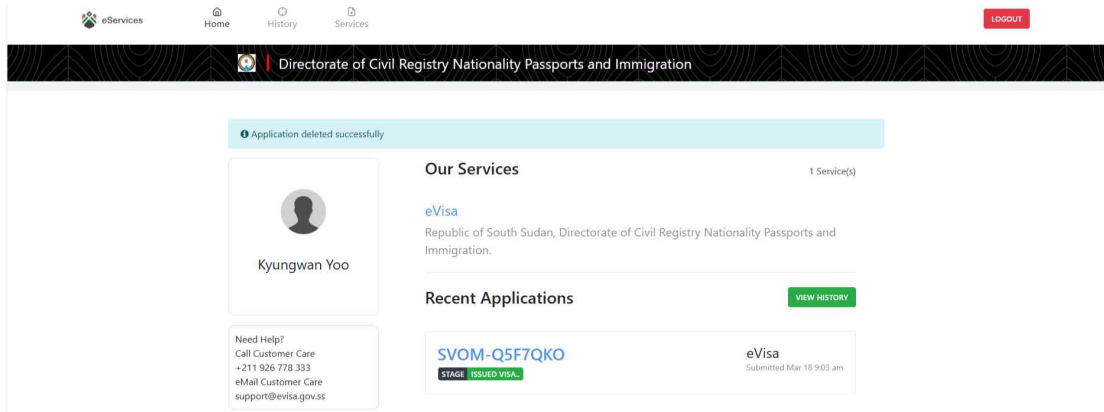 eServices
Home
History
Services
LOGOUT
Directorate of Civil Registry Nationality Passports and Immigration
Application deleted successfully
Kyungwan Yoo
Need Help?
Call Customer Care
+211 926 778 333
eMail Customer Care
support@evisa.gov.ss
Our Services
1 Service(s)
eVisa
Republic of South Sudan, Directorate of Civil Registry Nationality Passports and
Immigration.
Recent Applications
VIEW HISTORY
SVOM-Q5F7QKO
STAGE ISSUED VISA..
eVisa
Submitted Mar 18 9:03 am